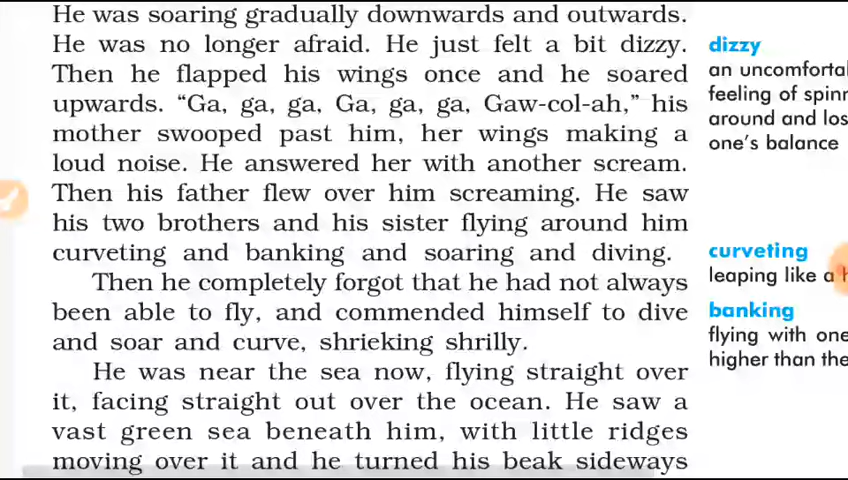 He was soaring gradually downwards and outwards.
He was no longer afraid. He just felt a bit dizzy.
Then he flapped his wings once and he soared
upwards. “Ga, ga, ga, Ga, ga, ga, Gaw-col-ah,” his
mother swooped past him, her wings making a
loud noise. He answered her with another scream.
Then his father flew over him screaming. He saw
his two brothers and his sister flying around him
curveting and banking and soaring and diving.
Then he completely forgot that he had not always
been able to fly, and commended himself to dive
and soar and curve, shrieking shrilly.
He was near the sea now, flying straight over
it, facing straight out over the ocean. He saw a
vast green sea beneath him, with little ridges
moving over it and he turned his beak sideways
dizzy
an uncomforta
feeling of spin
around and los
one’s balance
curveting
leaping like a
banking
flying with one
higher than the